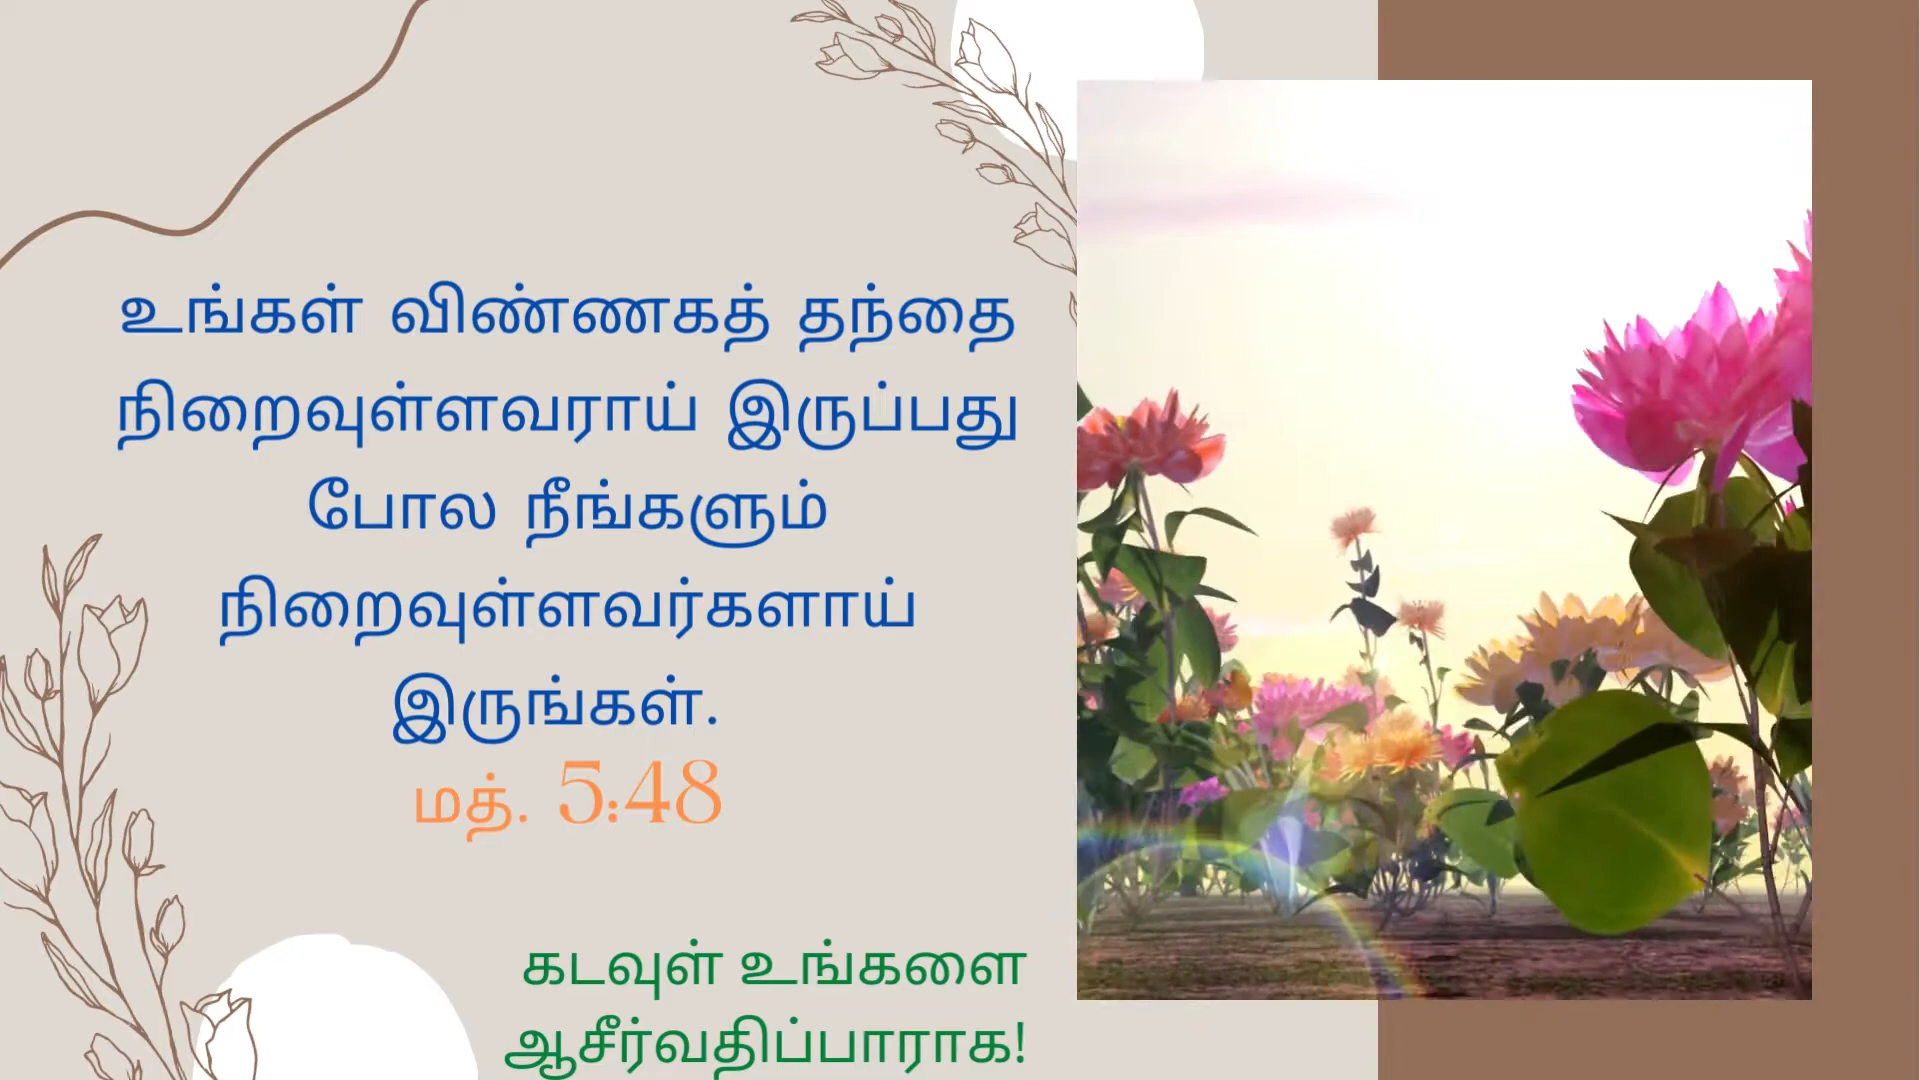 உங்கள் விண்ணகத் தந்தை
நிறைவுள்ளவராய் இருப்பது
போல நீங்களும்
நிறைவுள்ளவர்களாய்
இருங்கள்.
மத். 5:48
கடவுள் உங்களை
ஆசீர்வதிப்பாராக!